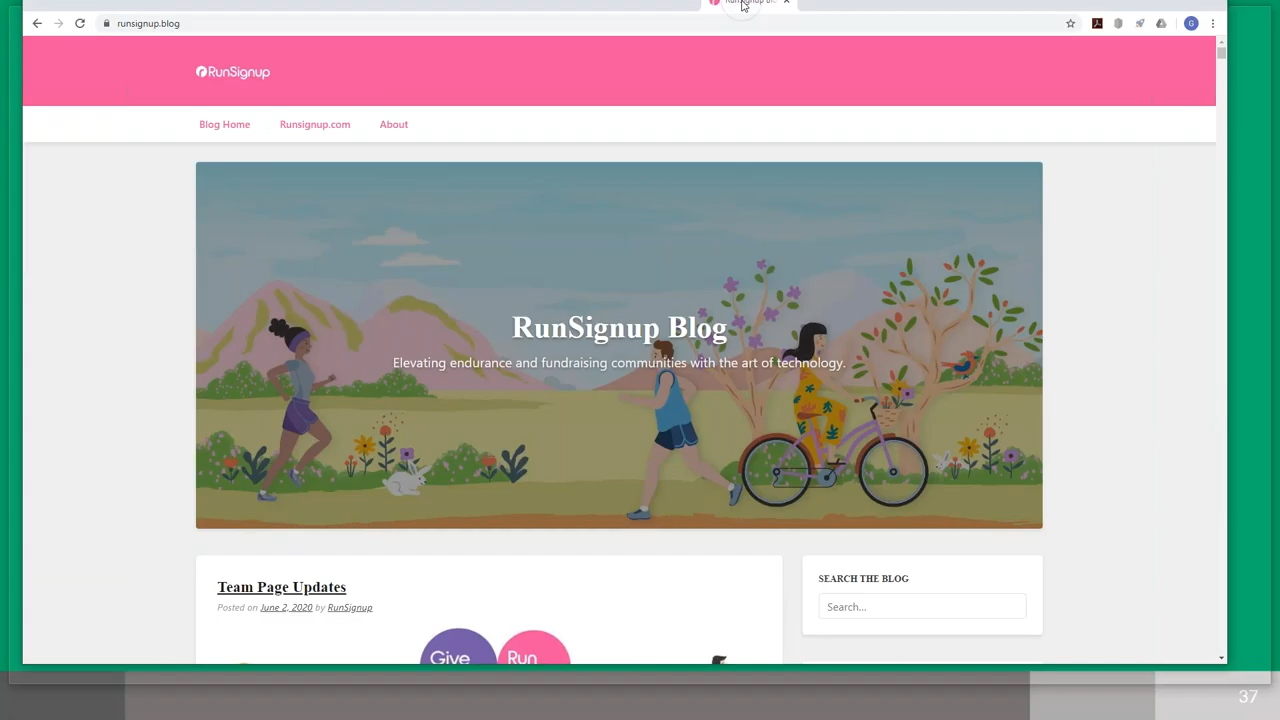 runsignup.blog
G
RunSignup
Blog Home
Runsignup.com
About
RunSignup Blog
Elevating endurance and fundraising communities with the art of technology.
Team Page Updates
Posted on June 2, 2020 by RunSignup
Give
Run
SEARCH THE BLOG
Search...
37